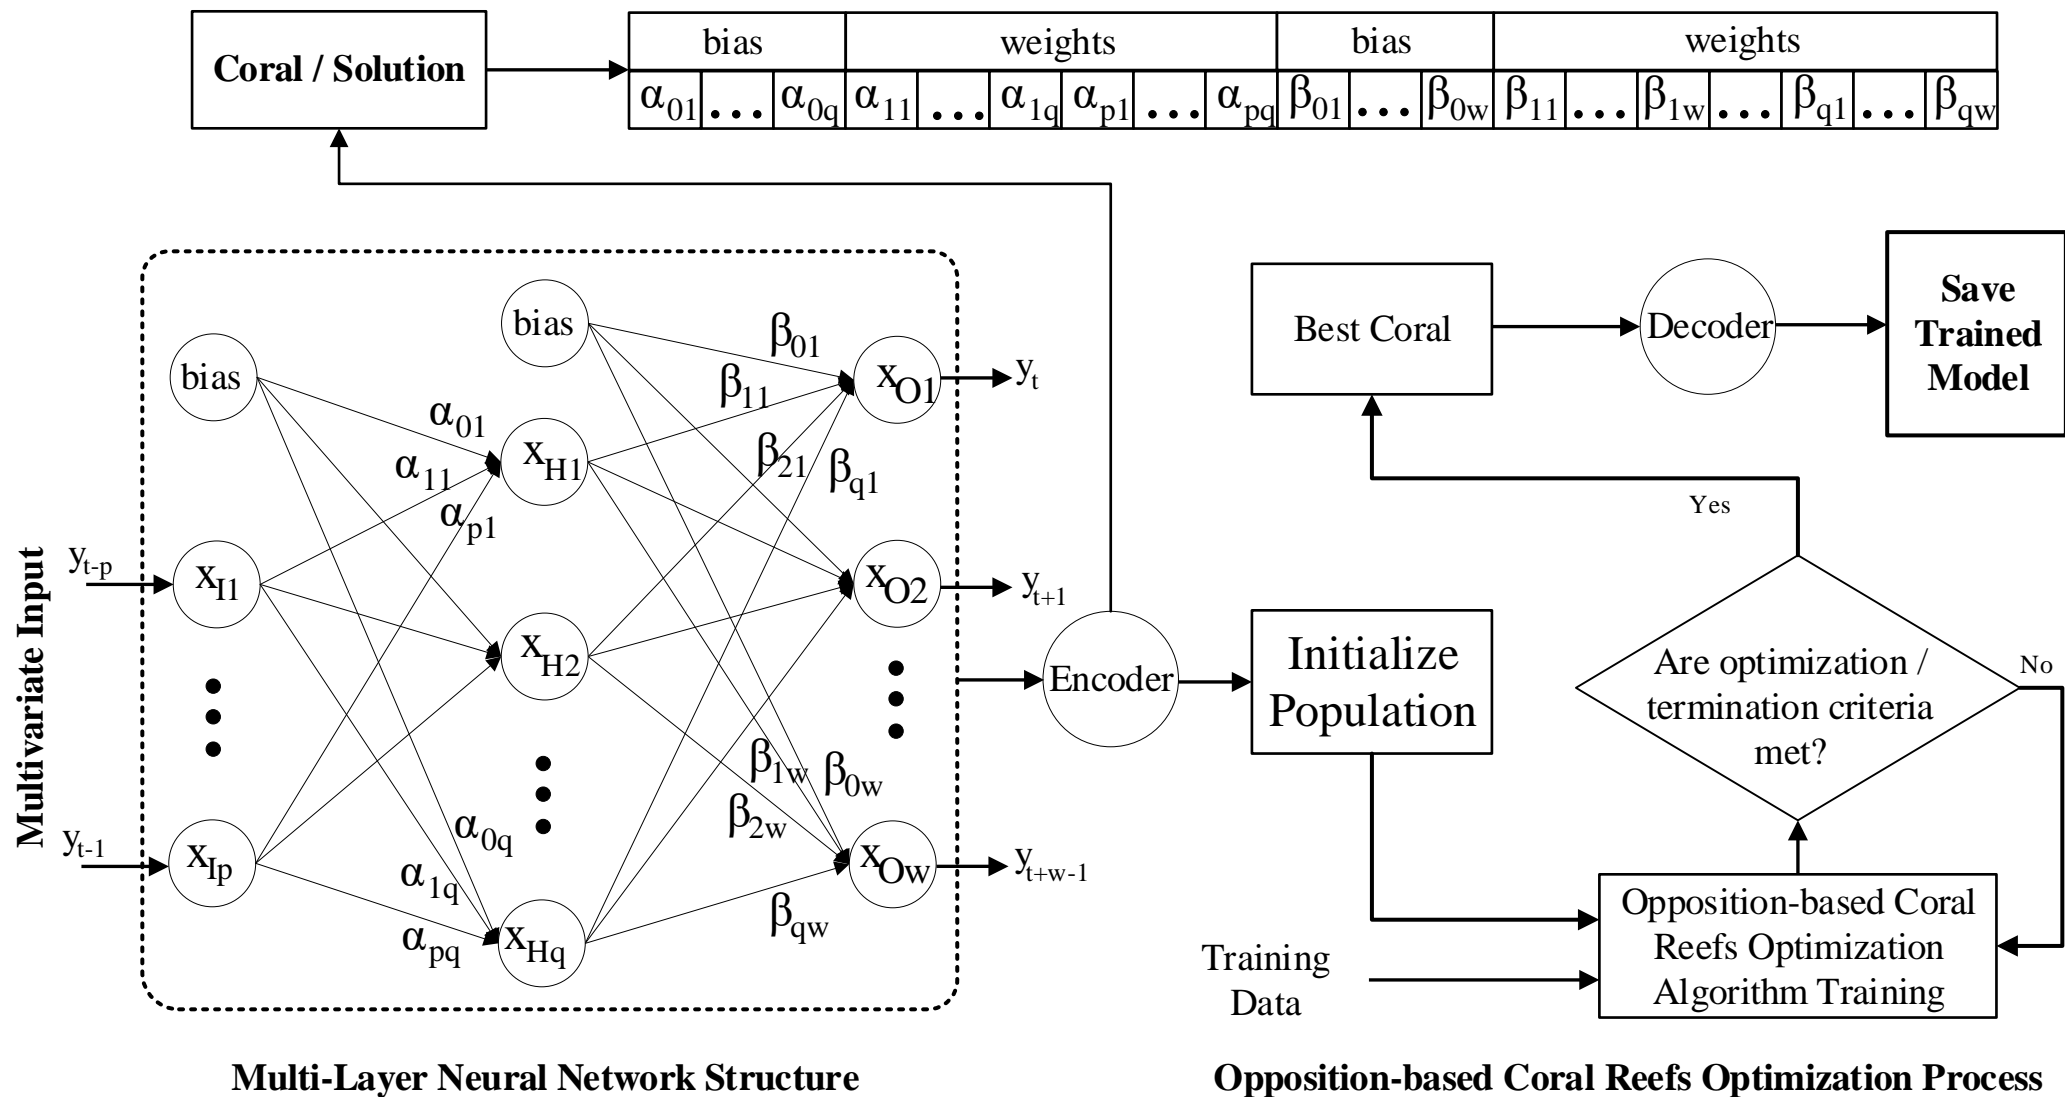 Coral / Solution
bias weights bias weights
α01 ... α0q α11 ... α1q αp1 ... αpq β01 ... β0w β11 ... β1w ... βq1 ... βqw
Multivariate Input
yt-p
yt-1
bias
xI1
xIp
bias
xH1
xH2
xHq
α01
α11
αp1
α0q
α1q
αpq
β01
β11
β21
βq1
β1w
β0w
β2w
βqw
xO1
xO2
xOw
yt
yt+1
yt+w-1
Encoder
Initialize
Population
Training
Data
Opposition-based Coral
Reefs Optimization
Algorithm Training
Are optimization /
termination criteria
met?
No
Yes
Best Coral
Decoder
Save
Trained
Model
Multi-Layer Neural Network Structure
Opposition-based Coral Reefs Optimization Process